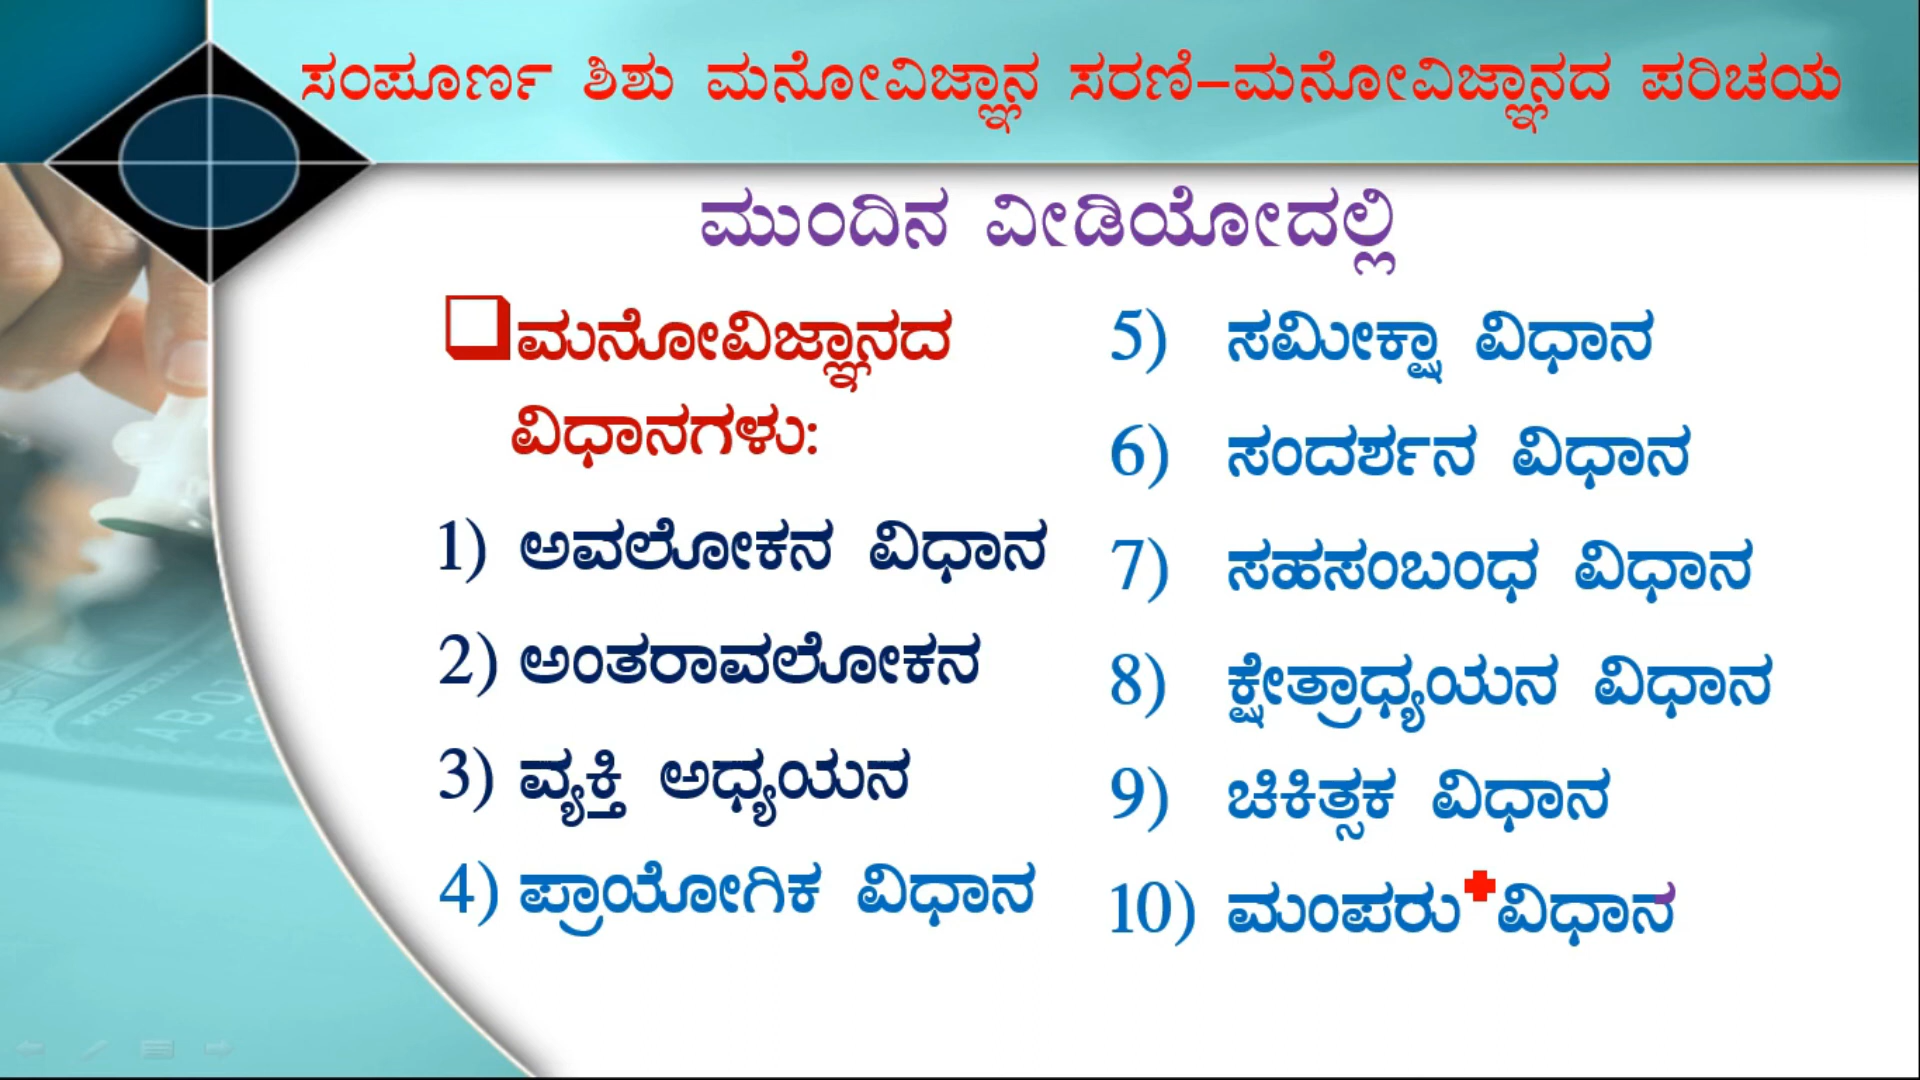 ಸಂಪೂರ್ಣ ಶಿಶು ಮನೋವಿಜ್ಞಾನ ಸರಣಿ–ಮನೋವಿಜ್ಞಾನದ ಪರಿಚಯ
ಮುಂದಿನ ವೀಡಿಯೋದಲ್ಲಿ
ಮನೋವಿಜ್ಞಾನದ
ವಿಧಾನಗಳು:
1) ಅವಲೋಕನ ವಿಧಾನ
2) ಅಂತರಾವಲೋಕನ
3) ವ್ಯಕ್ತಿ ಅಧ್ಯಯನ
4) ಪ್ರಾಯೋಗಿಕ ವಿಧಾನ
5) ಸಮೀಕ್ಷಾ ವಿಧಾನ
6) ಸಂದರ್ಶನ ವಿಧಾನ
7) ಸಹಸಂಬಂಧ ವಿಧಾನ
8) ಕ್ಷೇತ್ರಾಧ್ಯಯನ ವಿಧಾನ
9) ಚಿಕಿತ್ಸಕ ವಿಧಾನ
10) ಮಂಪರು ವಿಧಾನ